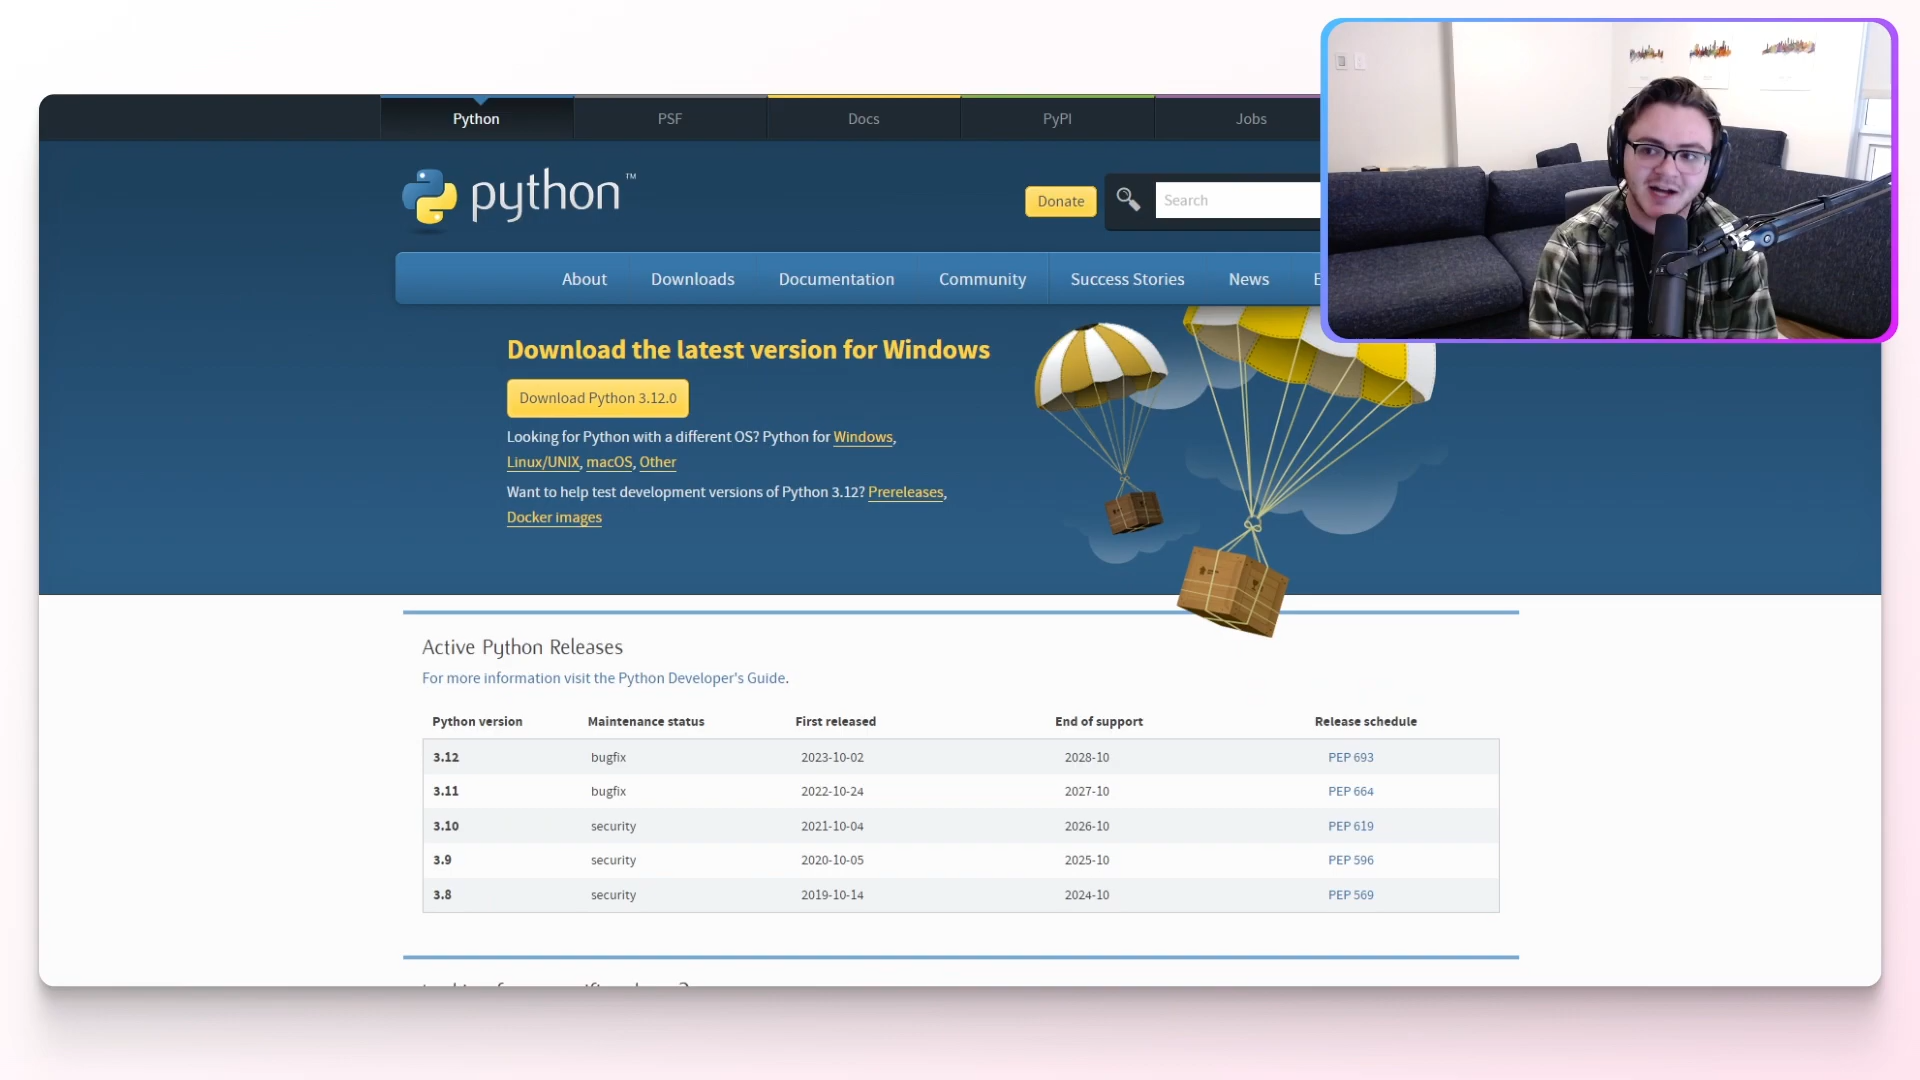 Python
PSF
Docs
PyPI
Jobs
python™
Donate
Search
About
Downloads
Documentation
Community
Success Stories
News
E
Download the latest version for Windows
Download Python 3.12.0
Looking for Python with a different OS? Python for Windows,
Linux/UNIX, macOS, Other
Want to help test development versions of Python 3.12? Prereleases,
Docker images
Active Python Releases
For more information visit the Python Developer's Guide.
Python version Maintenance status First released End of support Release schedule
3.12 bugfix 2023-10-02 2028-10 PEP 693
3.11 bugfix 2022-10-24 2027-10 PEP 664
3.10 security 2021-10-04 2026-10 PEP 619
3.9 security 2020-10-05 2025-10 PEP 596
3.8 security 2019-10-14 2024-10 PEP 569